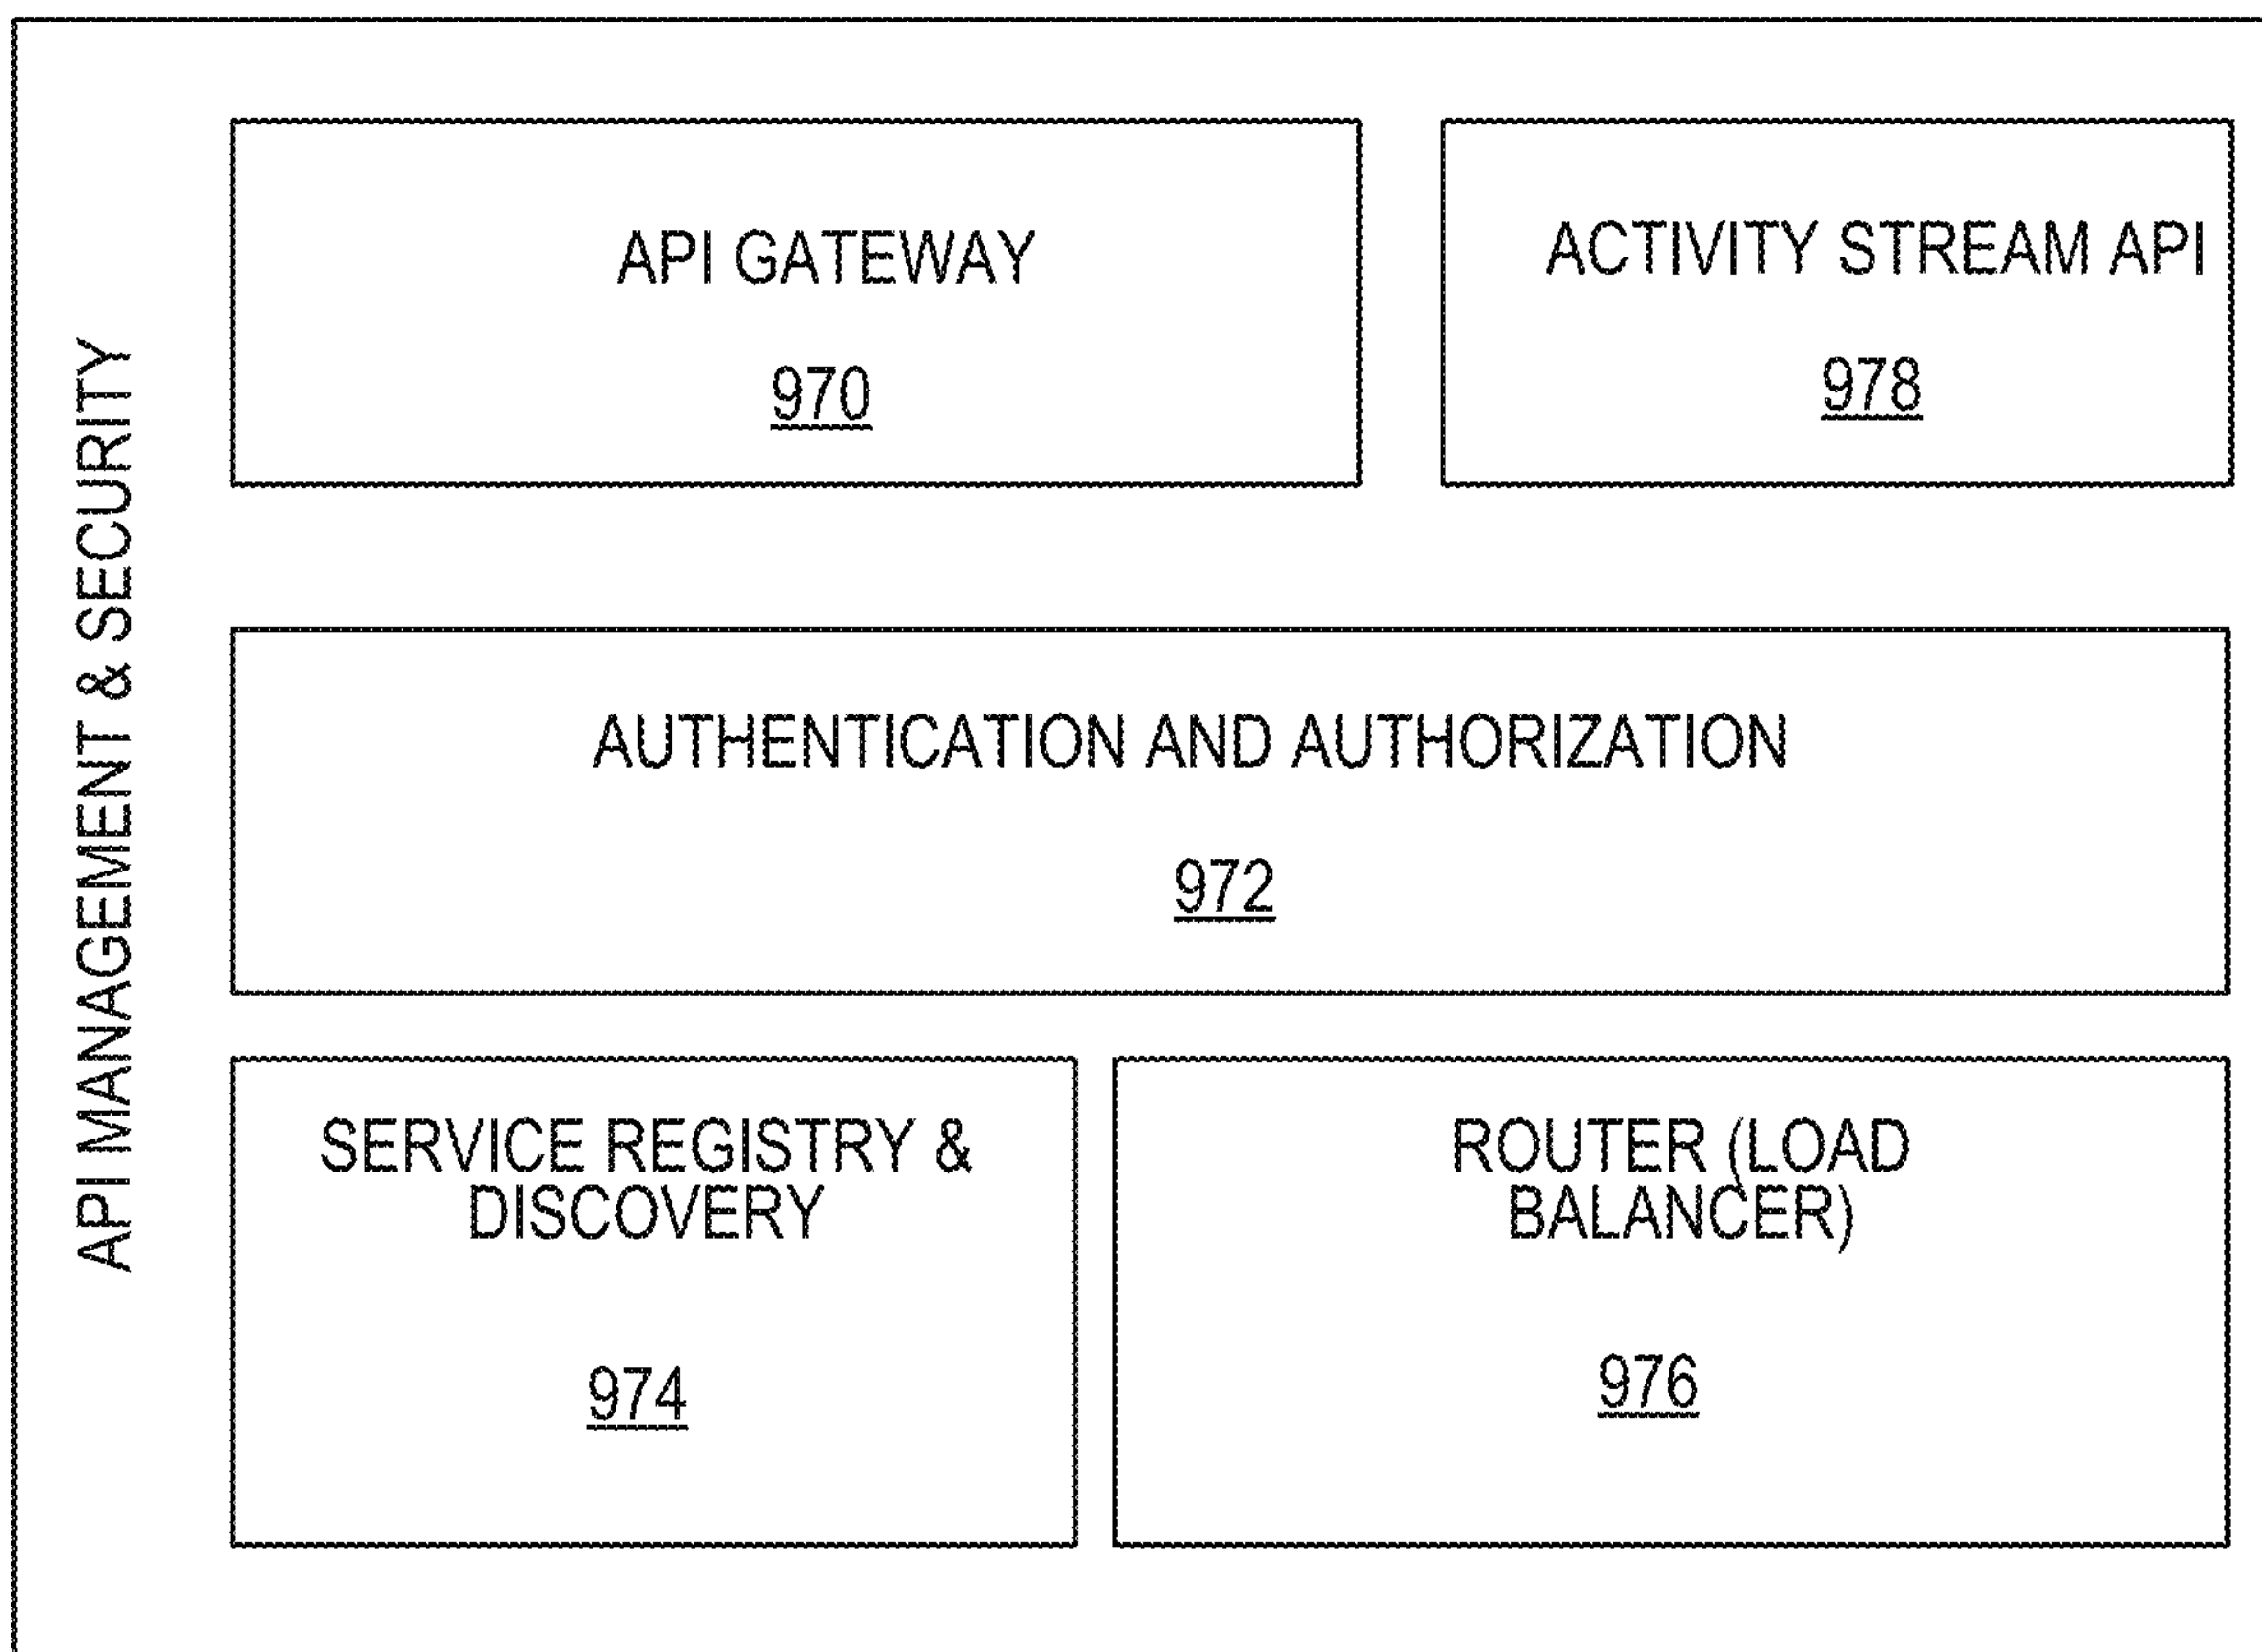 API MANAGEMENT & SECURITY
API GATEWAY
970
ACTIVITY STREAM API
978
AUTHENTICATION AND AUTHORIZATION
972
SERVICE REGISTRY &
DISCOVERY
974
ROUTER (LOAD
BALANCER)
976